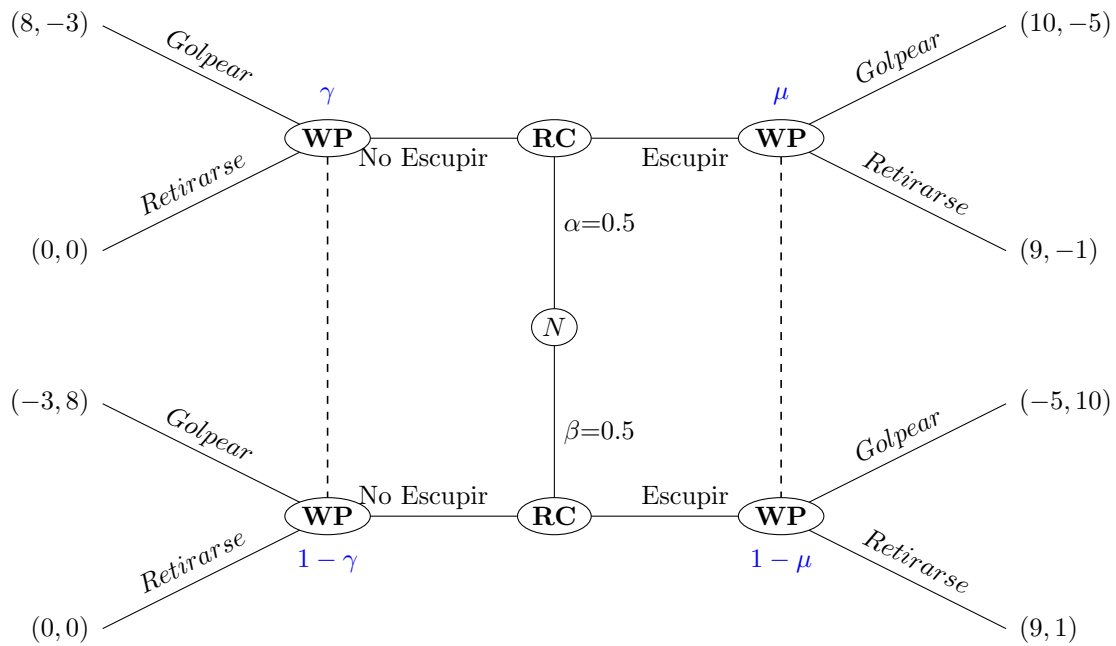 (8, −3)
(10, −5)
Golpear
Golpear
γ
μ
WP
RC
WP
No Escupir
Escupir
Retirarse
Retirarse
α=0.5
(0, 0)
(9, −1)
N
(−3, 8)
(−5, 10)
Golpear
Golpear
β=0.5
No Escupir
Escupir
WP
RC
WP
Retirarse
Retirarse
1 − γ
1 − μ
(0, 0)
(9, 1)